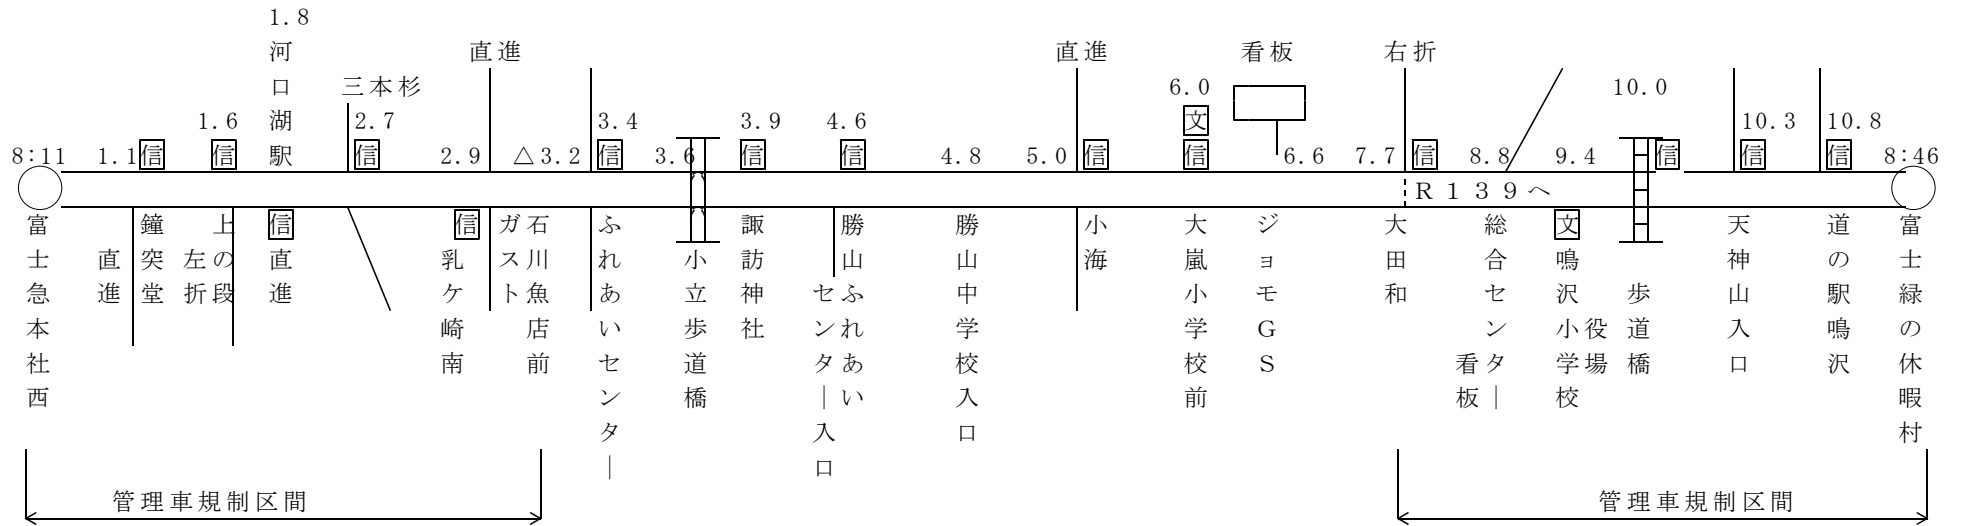 1.8
河口湖駅
直進
直進
看板
右折
三本杉
6.0
10.0
1.6
2.7
3.4
3.9
4.6
文
10.3
10.8
8:11
1.1
信
信
信
2.9
△3.2
信
3.6
信
信
4.8
5.0
信
信
6.6
7.7
信
8.8
9.4
信
信
信
8:46
R139へ
富士急本社西
直進
鐘突堂
左折
上の段
信
直進
信
乳ケ崎南
ガスト
石川魚店前
ふれあいセンター
小立歩道橋
諏訪神社
勝山ふれあい
センター入口
勝山中学校入口
小海
大嵐小学校前
ジョモGS
大田和
総合センター
看板
文
鳴沢小学校
役場
歩道橋
天神山入口
道の駅鳴沢
富士緑の休暇村
管理車規制区間
管理車規制区間